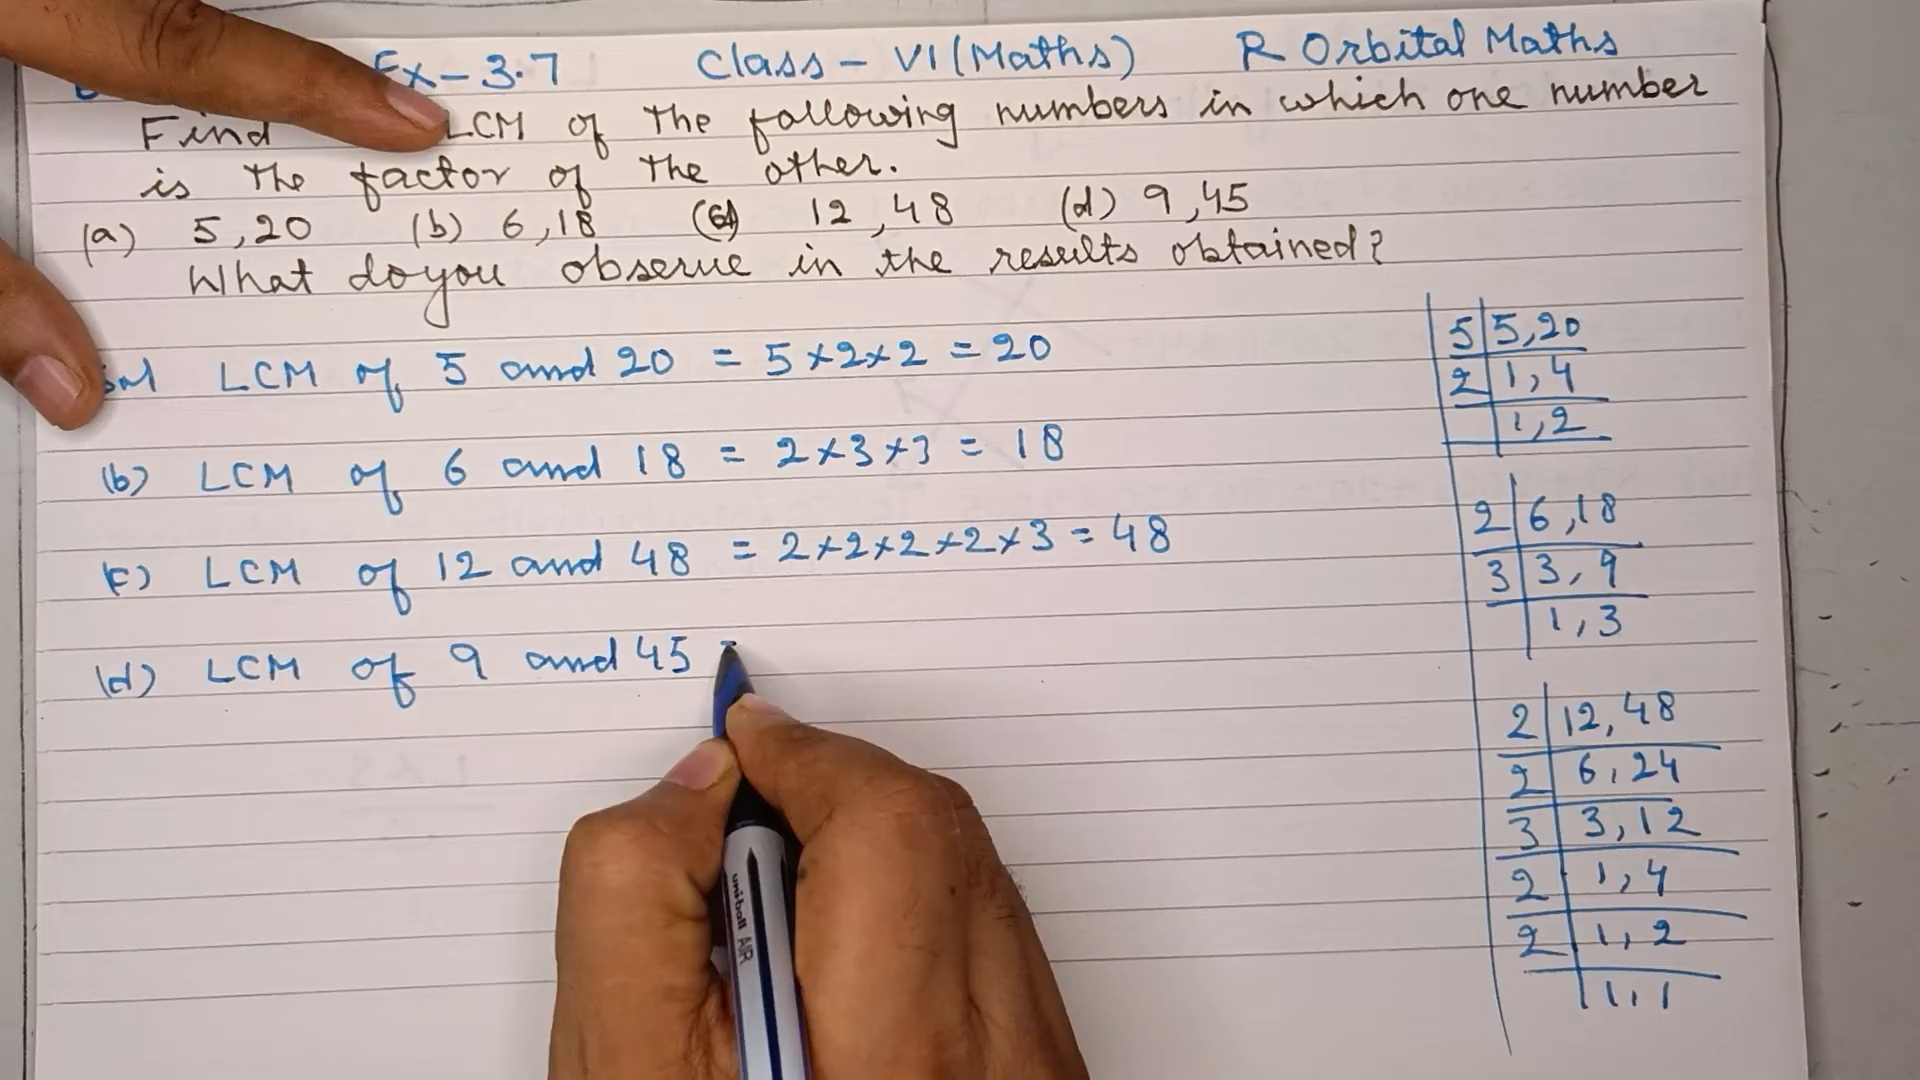 Ex-3.7 Class-VI (Maths) R Orbital Maths
Find LCM of the following numbers in which one number
is the factor of the other.
(a) 5,20 (b) 6,18 (c) 12,48 (d) 9,45
What do you observe in the results obtained?
LCM of 5 and 20 = 5×2×2 = 20
(b) LCM of 6 and 18 = 2×3×3 = 18
(c) LCM of 12 and 48 = 2×2×2×2×3 = 48
(d) LCM of 9 and 45 =
5 5,20
2 1,4
1,2
2 6,18
3 3,9
1,3
2 12,48
2 6,24
3 3,12
2 1,4
2 1,2
1,1
uni-ball AIR